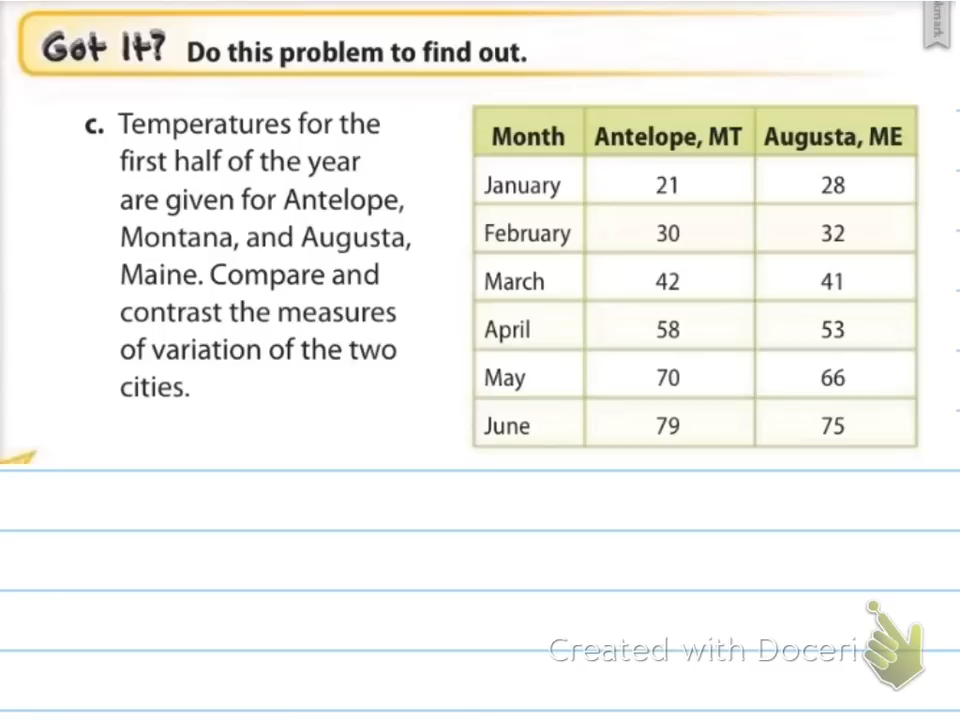 Got It? Do this problem to find out.
c. Temperatures for the
first half of the year
are given for Antelope,
Montana, and Augusta,
Maine. Compare and
contrast the measures
of variation of the two
cities.
Month Antelope, MT Augusta, ME
January 21 28
February 30 32
March 42 41
April 58 53
May 70 66
June 79 75
Created with Doceri